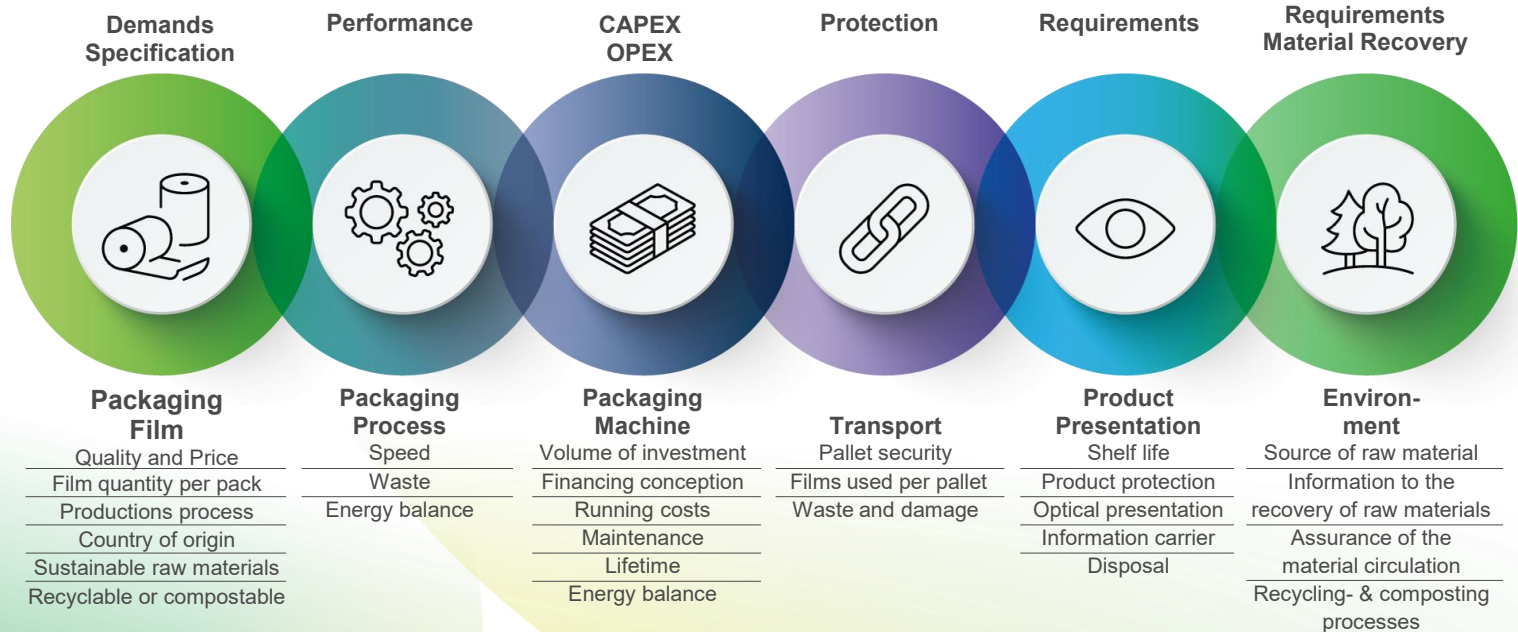 Demands
Specification
Performance
CAPEX
OPEX
Protection
Requirements
Requirements
Material Recovery
Packaging
Film
Quality and Price
Film quantity per pack
Productions process
Country of origin
Sustainable raw materials
Recyclable or compostable
Packaging
Process
Speed
Waste
Energy balance
Packaging
Machine
Volume of investment
Financing conception
Running costs
Maintenance
Lifetime
Energy balance
Transport
Pallet security
Films used per pallet
Waste and damage
Product
Presentation
Shelf life
Product protection
Optical presentation
Information carrier
Disposal
Environ-
ment
Source of raw material
Information to the
recovery of raw materials
Assurance of the
material circulation
Recycling- & composting
processes